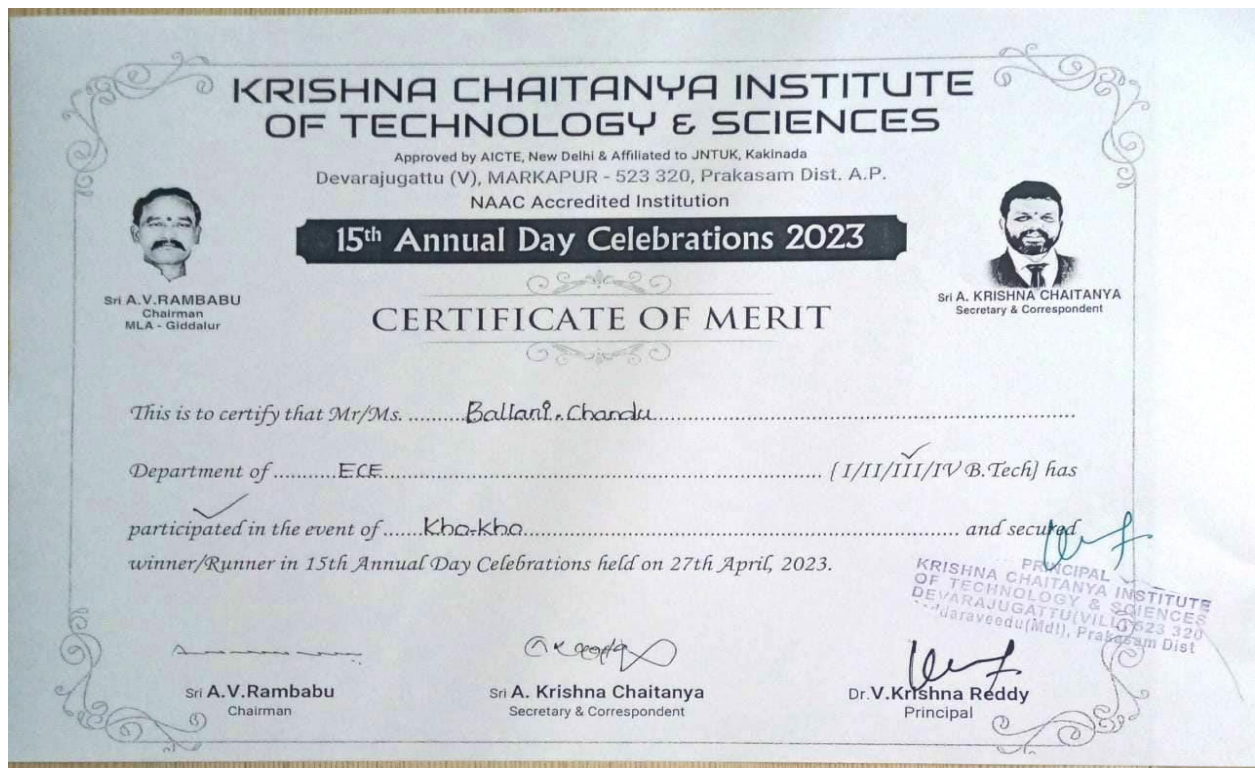 KRISHNA CHAITANYA INSTITUTE
OF TECHNOLOGY & SCIENCES
Approved by AICTE, New Delhi & Affiliated to JNTUK, Kakinada
Devarajugattu (V), MARKAPUR - 523 320, Prakasam Dist. A.P.
NAAC Accredited Institution
15th Annual Day Celebrations 2023
Sri A.V.RAMBABU
Chairman
MLA - Giddalur
Sri A. KRISHNA CHAITANYA
Secretary & Correspondent
CERTIFICATE OF MERIT
This is to certify that Mr/Ms. Ballani. Chandu
Department of ECE {I/II/III/IV B.Tech} has
participated in the event of Kho-kho and secured
winner/Runner in 15th Annual Day Celebrations held on 27th April, 2023.
PRINCIPAL
KRISHNA CHAITANYA INSTITUTE
OF TECHNOLOGY & SCIENCES
DEVARAJUGATTU(VILL) 523 320
(Mdl), Prakasam Dist
Sri A.V.Rambabu
Chairman
Sri A. Krishna Chaitanya
Secretary & Correspondent
Dr.V.Krishna Reddy
Principal